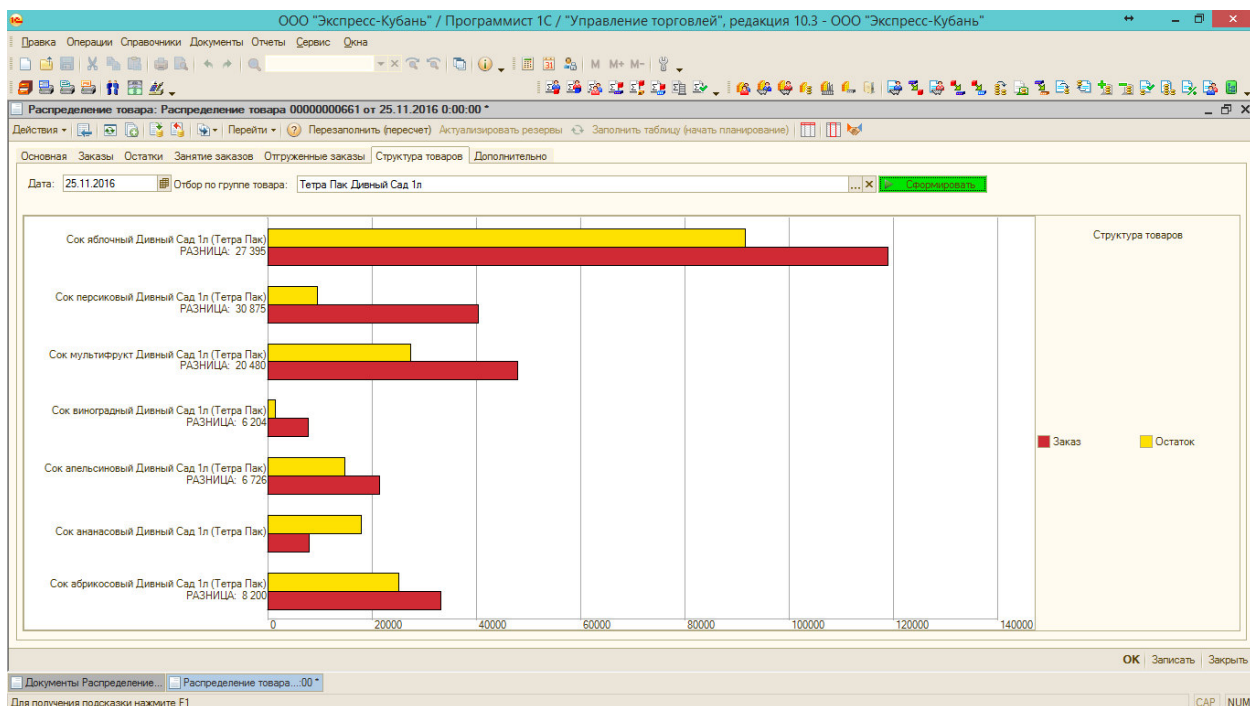 ООО "Экспресс-Кубань" / Программист 1С / "Управление торговлей", редакция 10.3 - ООО "Экспресс-Кубань"
Правка Операции Справочники Документы Отчеты Сервис Окна
M M+ M-
Распределение товара: Распределение товара 00000000661 от 25.11.2016 0:00:00 *
Действия Перейти Перезаполнить (пересчет) Актуализировать резервы Заполнить таблицу (начать планирование)
Основная Заказы Остатки Занятие заказов Отгруженные заказы Структура товаров Дополнительно
Дата: 25.11.2016 Отбор по группе товара: Тетра Пак Дивный Сад 1л ... x Сформировать
Структура товаров
Сок яблочный Дивный Сад 1л (Тетра Пак)
РАЗНИЦА: 27 395
Сок персиковый Дивный Сад 1л (Тетра Пак)
РАЗНИЦА: 30 875
Сок мультифрукт Дивный Сад 1л (Тетра Пак)
РАЗНИЦА: 20 480
Сок виноградный Дивный Сад 1л (Тетра Пак)
РАЗНИЦА: 6 204
Заказ Остаток
Сок апельсиновый Дивный Сад 1л (Тетра Пак)
РАЗНИЦА: 6 726
Сок ананасовый Дивный Сад 1л (Тетра Пак)
Сок абрикосовый Дивный Сад 1л (Тетра Пак)
РАЗНИЦА: 8 200
0 20000 40000 60000 80000 100000 120000 140000
OK Записать Закрыть
Документы Распределение... Распределение товара...:00 *
Для получения подсказки нажмите F1 CAP NUM